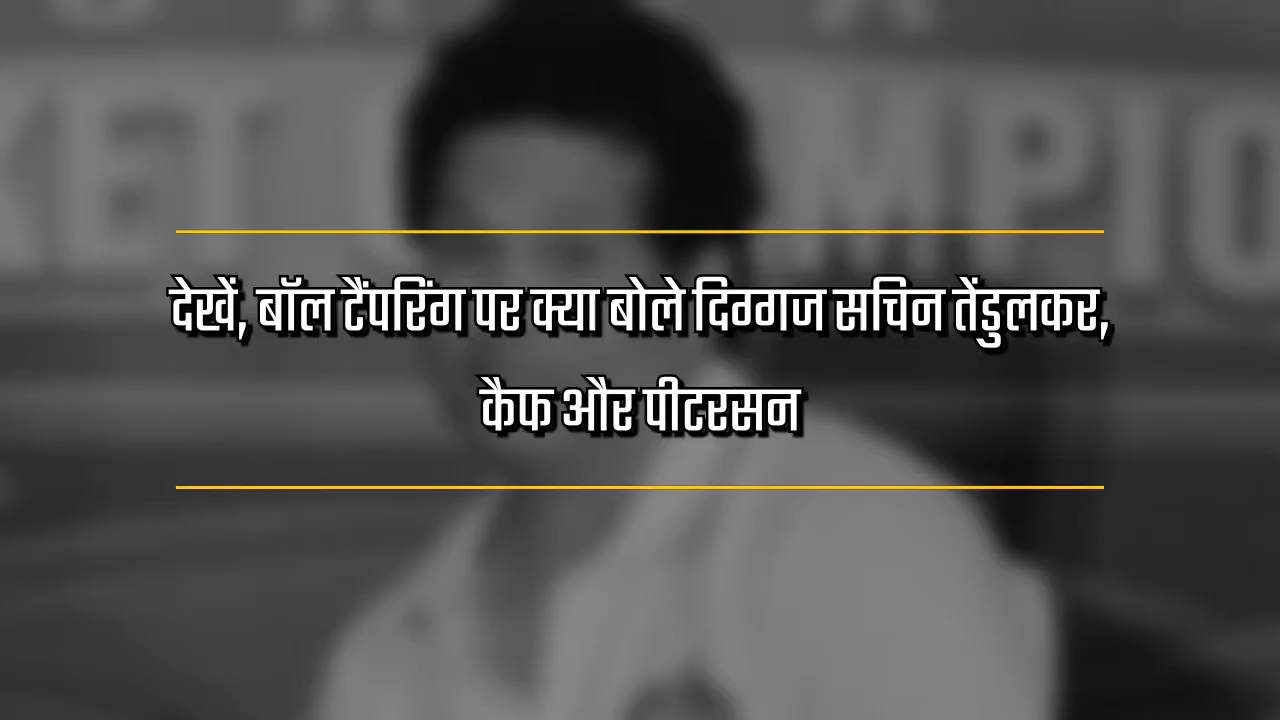 देखें, बॉल टैंपरिंग पर क्या बोले दिग्गज सचिन तेंडुलकर,
कैफ और पीटरसन